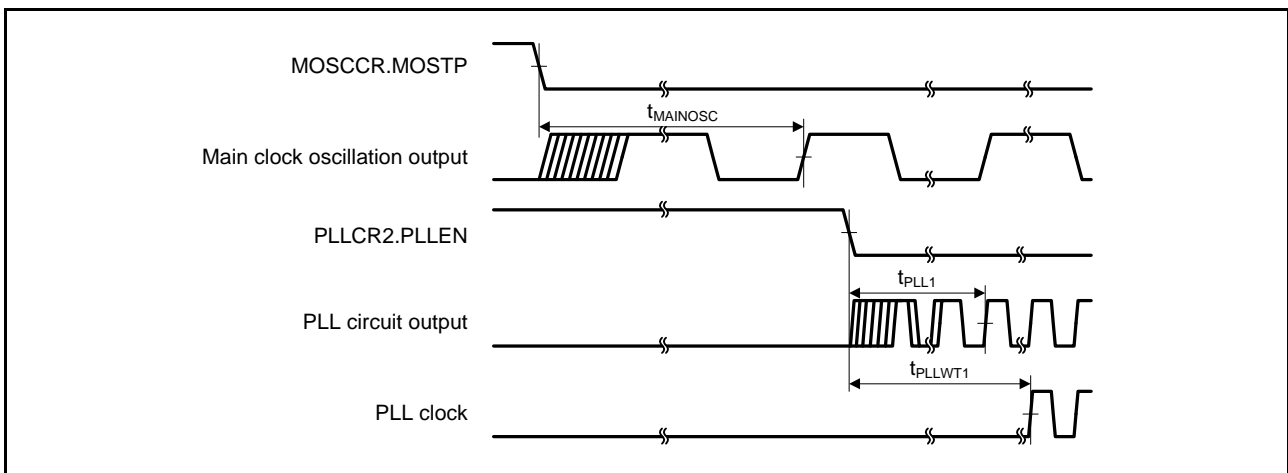 MOSCCR.MOSTP
tMAINOSC
Main clock oscillation output
PLLCR2.PLLEN
tPLL1
PLL circuit output
tPLLWT1
PLL clock